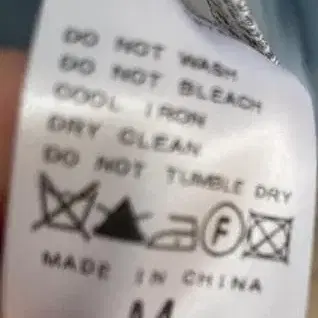 DO NOT WASH
DO NOT BLEACH
COOL IRON
DRY CLEAN
DO NOT TUMBLE DRY
F
MADE IN CHINA
M